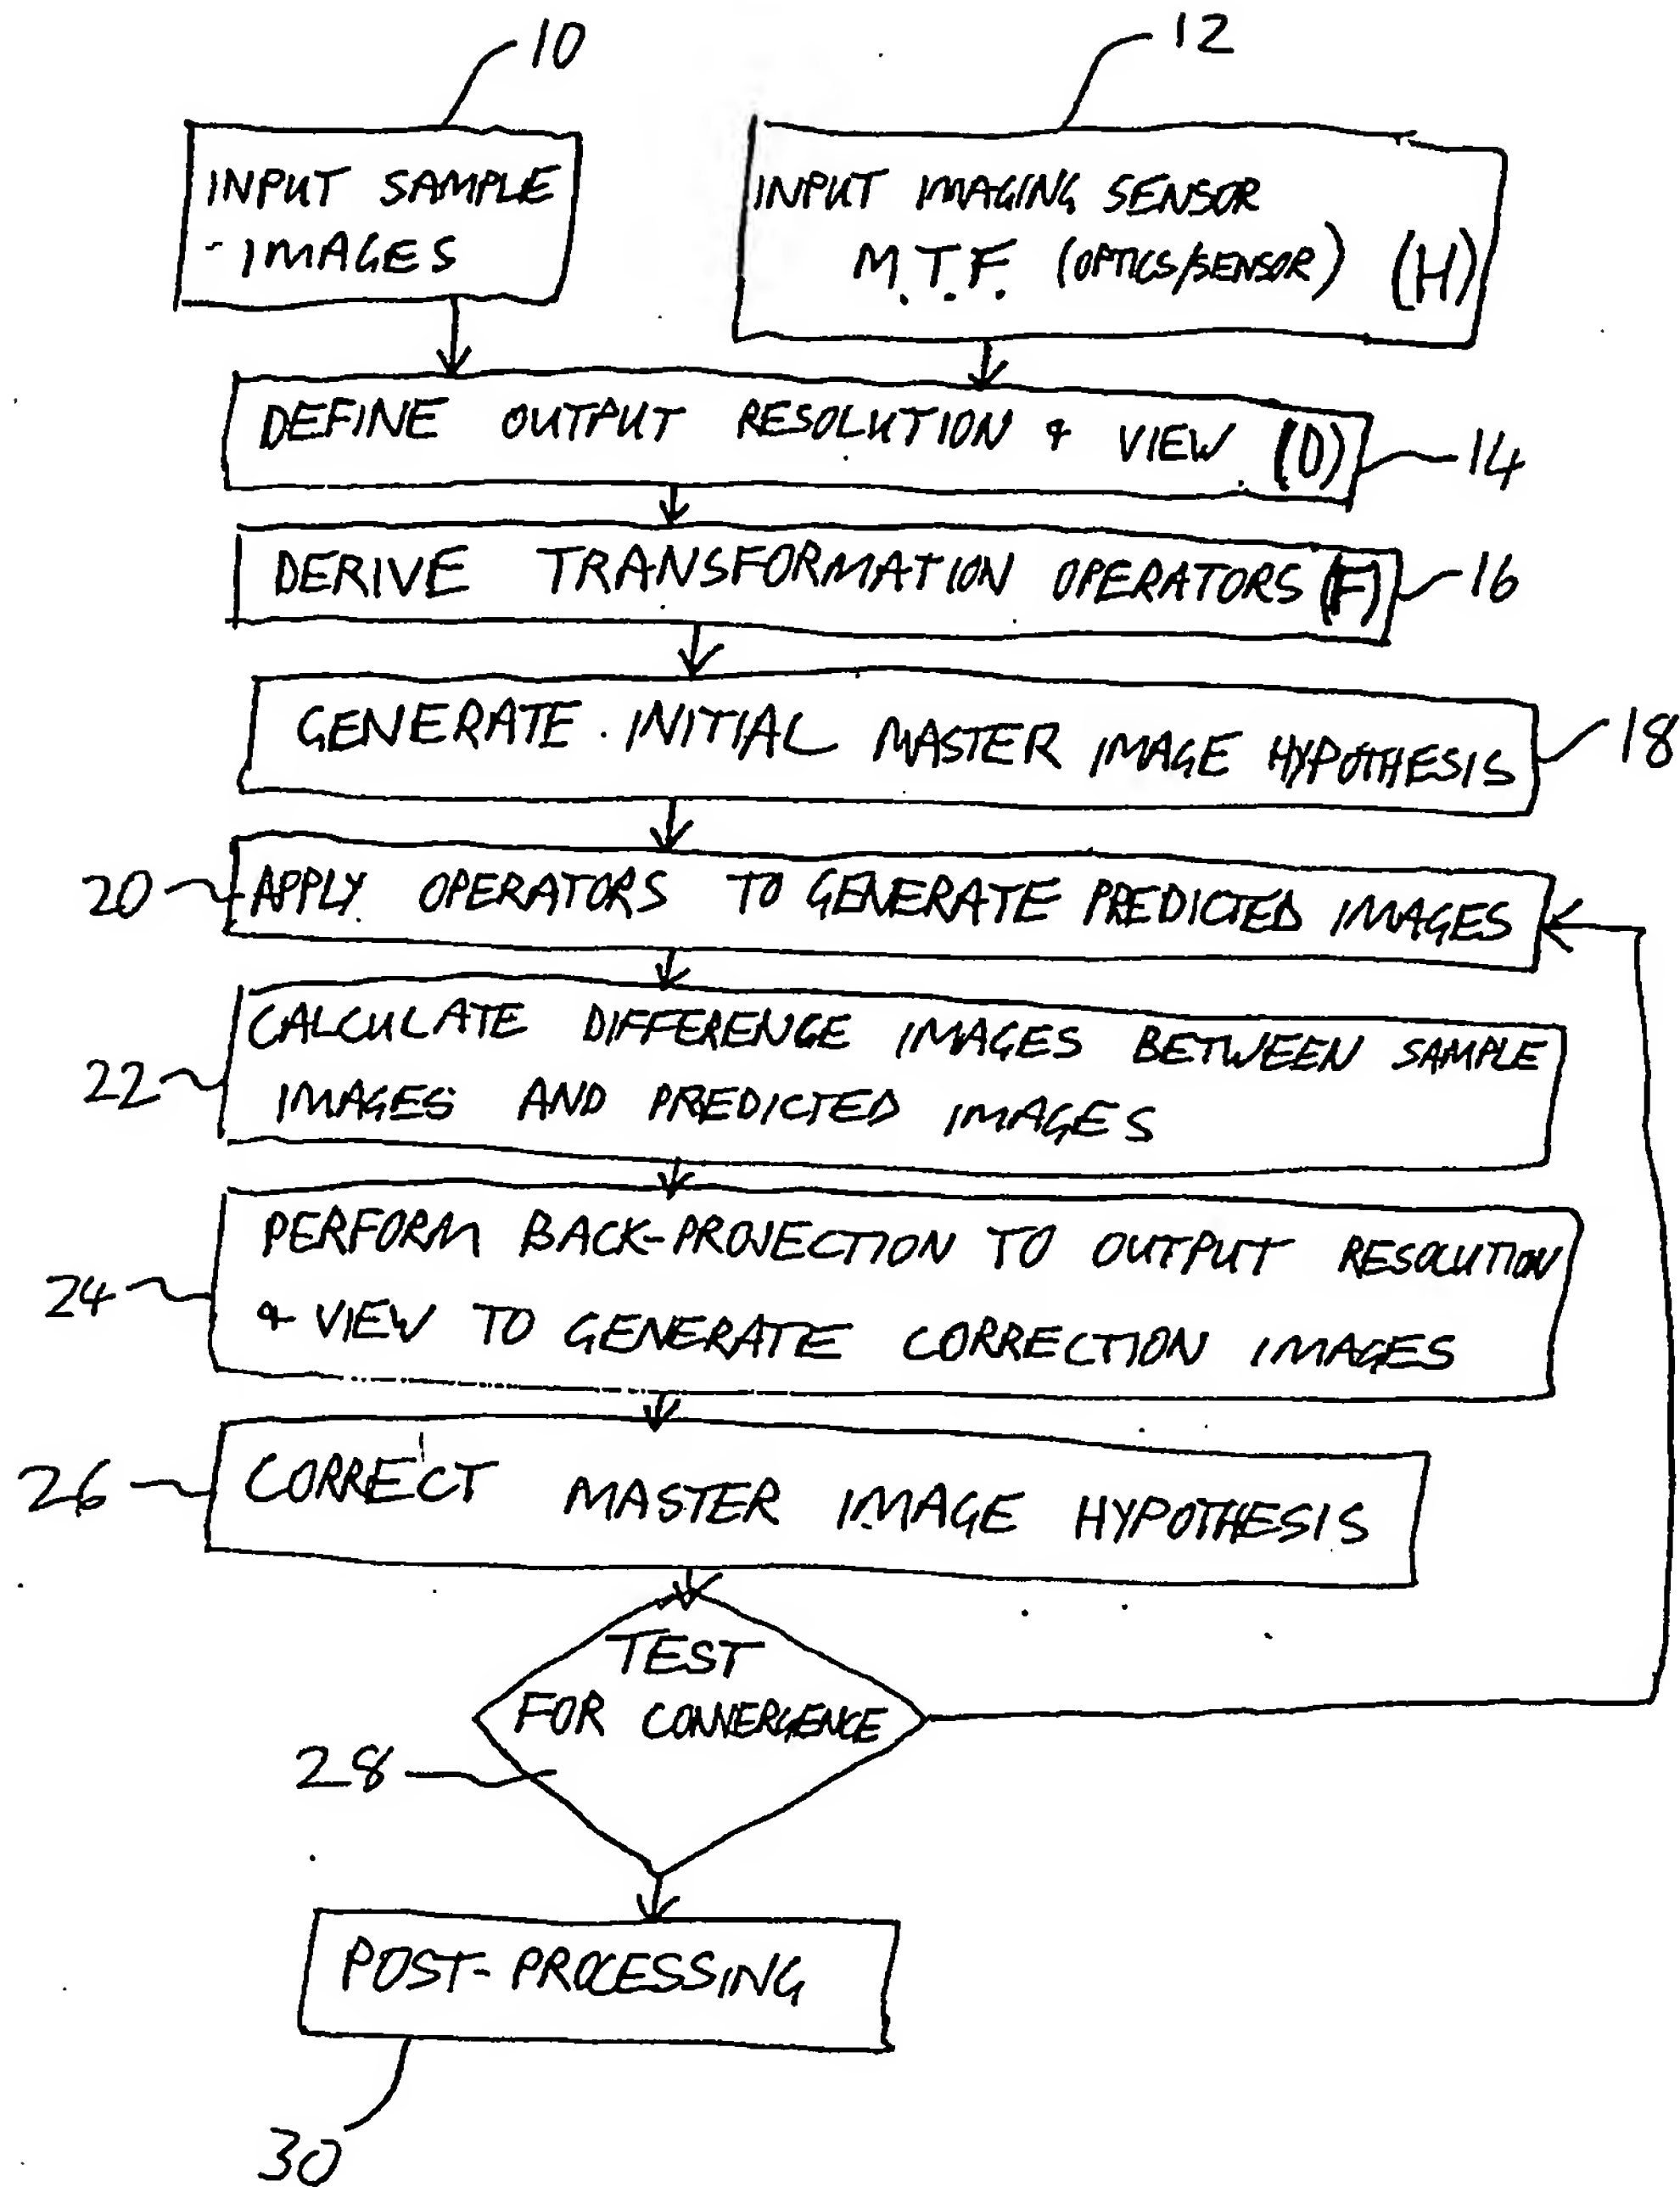 10
12
INPUT SAMPLE
IMAGES
INPUT IMAGING SENSOR
M.T.F. (OPTICS/SENSOR) (H)
DEFINE OUTPUT RESOLUTION & VIEW (D)
14
DERIVE TRANSFORMATION OPERATORS (F)
16
GENERATE INITIAL MASTER IMAGE HYPOTHESIS
18
20
APPLY OPERATORS TO GENERATE PREDICTED IMAGES
22
CALCULATE DIFFERENCE IMAGES BETWEEN SAMPLE
IMAGES AND PREDICTED IMAGES
24
PERFORM BACK-PROJECTION TO OUTPUT RESOLUTION
& VIEW TO GENERATE CORRECTION IMAGES
26
CORRECT MASTER IMAGE HYPOTHESIS
TEST
FOR CONVERGENCE
28
POST-PROCESSING
30